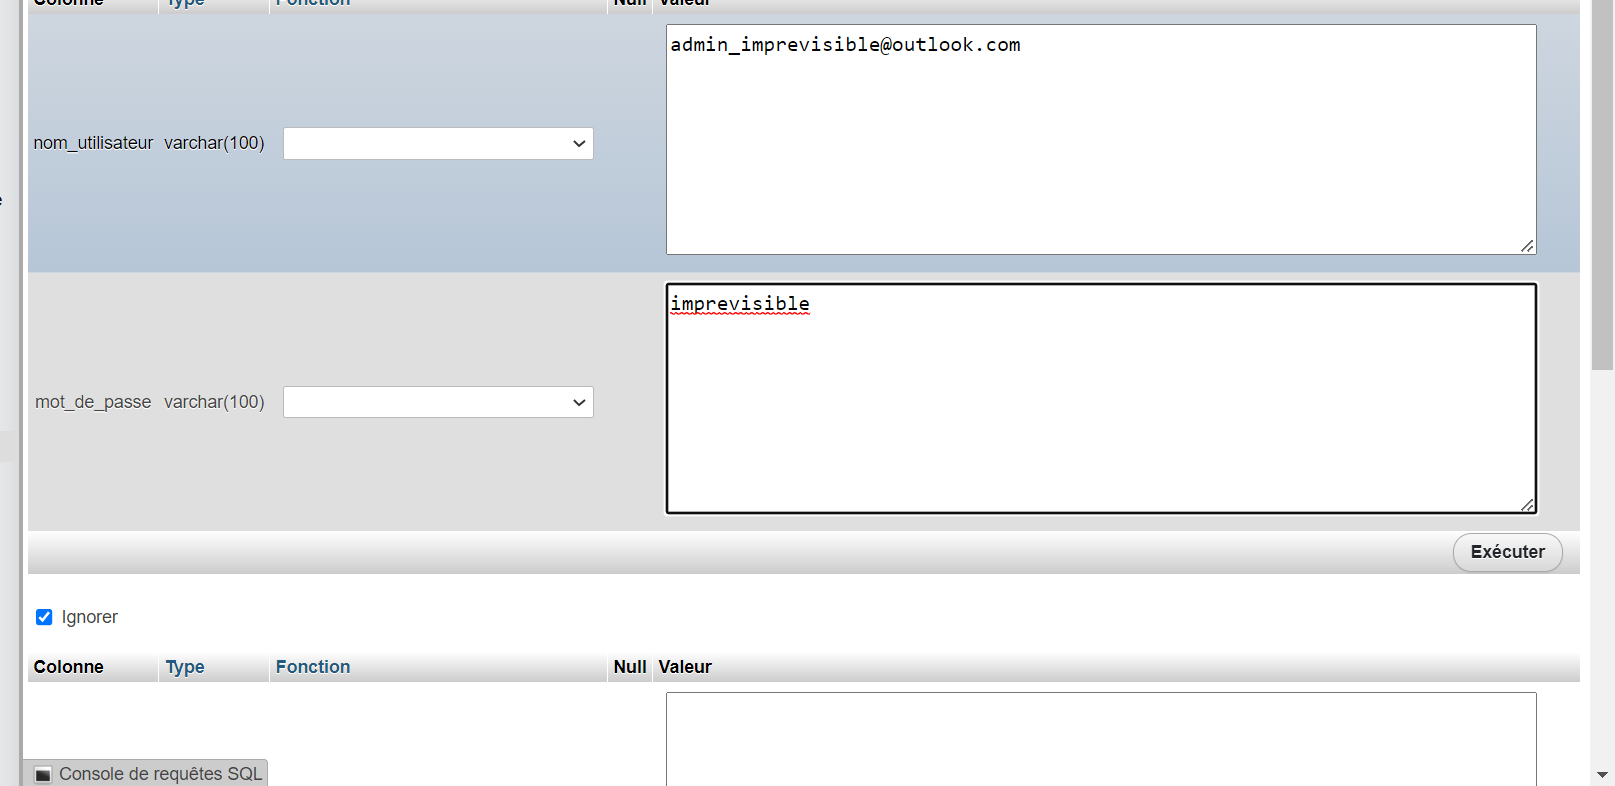 Colonne Type Fonction Null Valeur
admin_imprevisible@outlook.com
nom_utilisateur varchar(100)
imprevisible
mot_de_passe varchar(100)
Exécuter
Ignorer
Colonne Type Fonction Null Valeur
Console de requêtes SQL